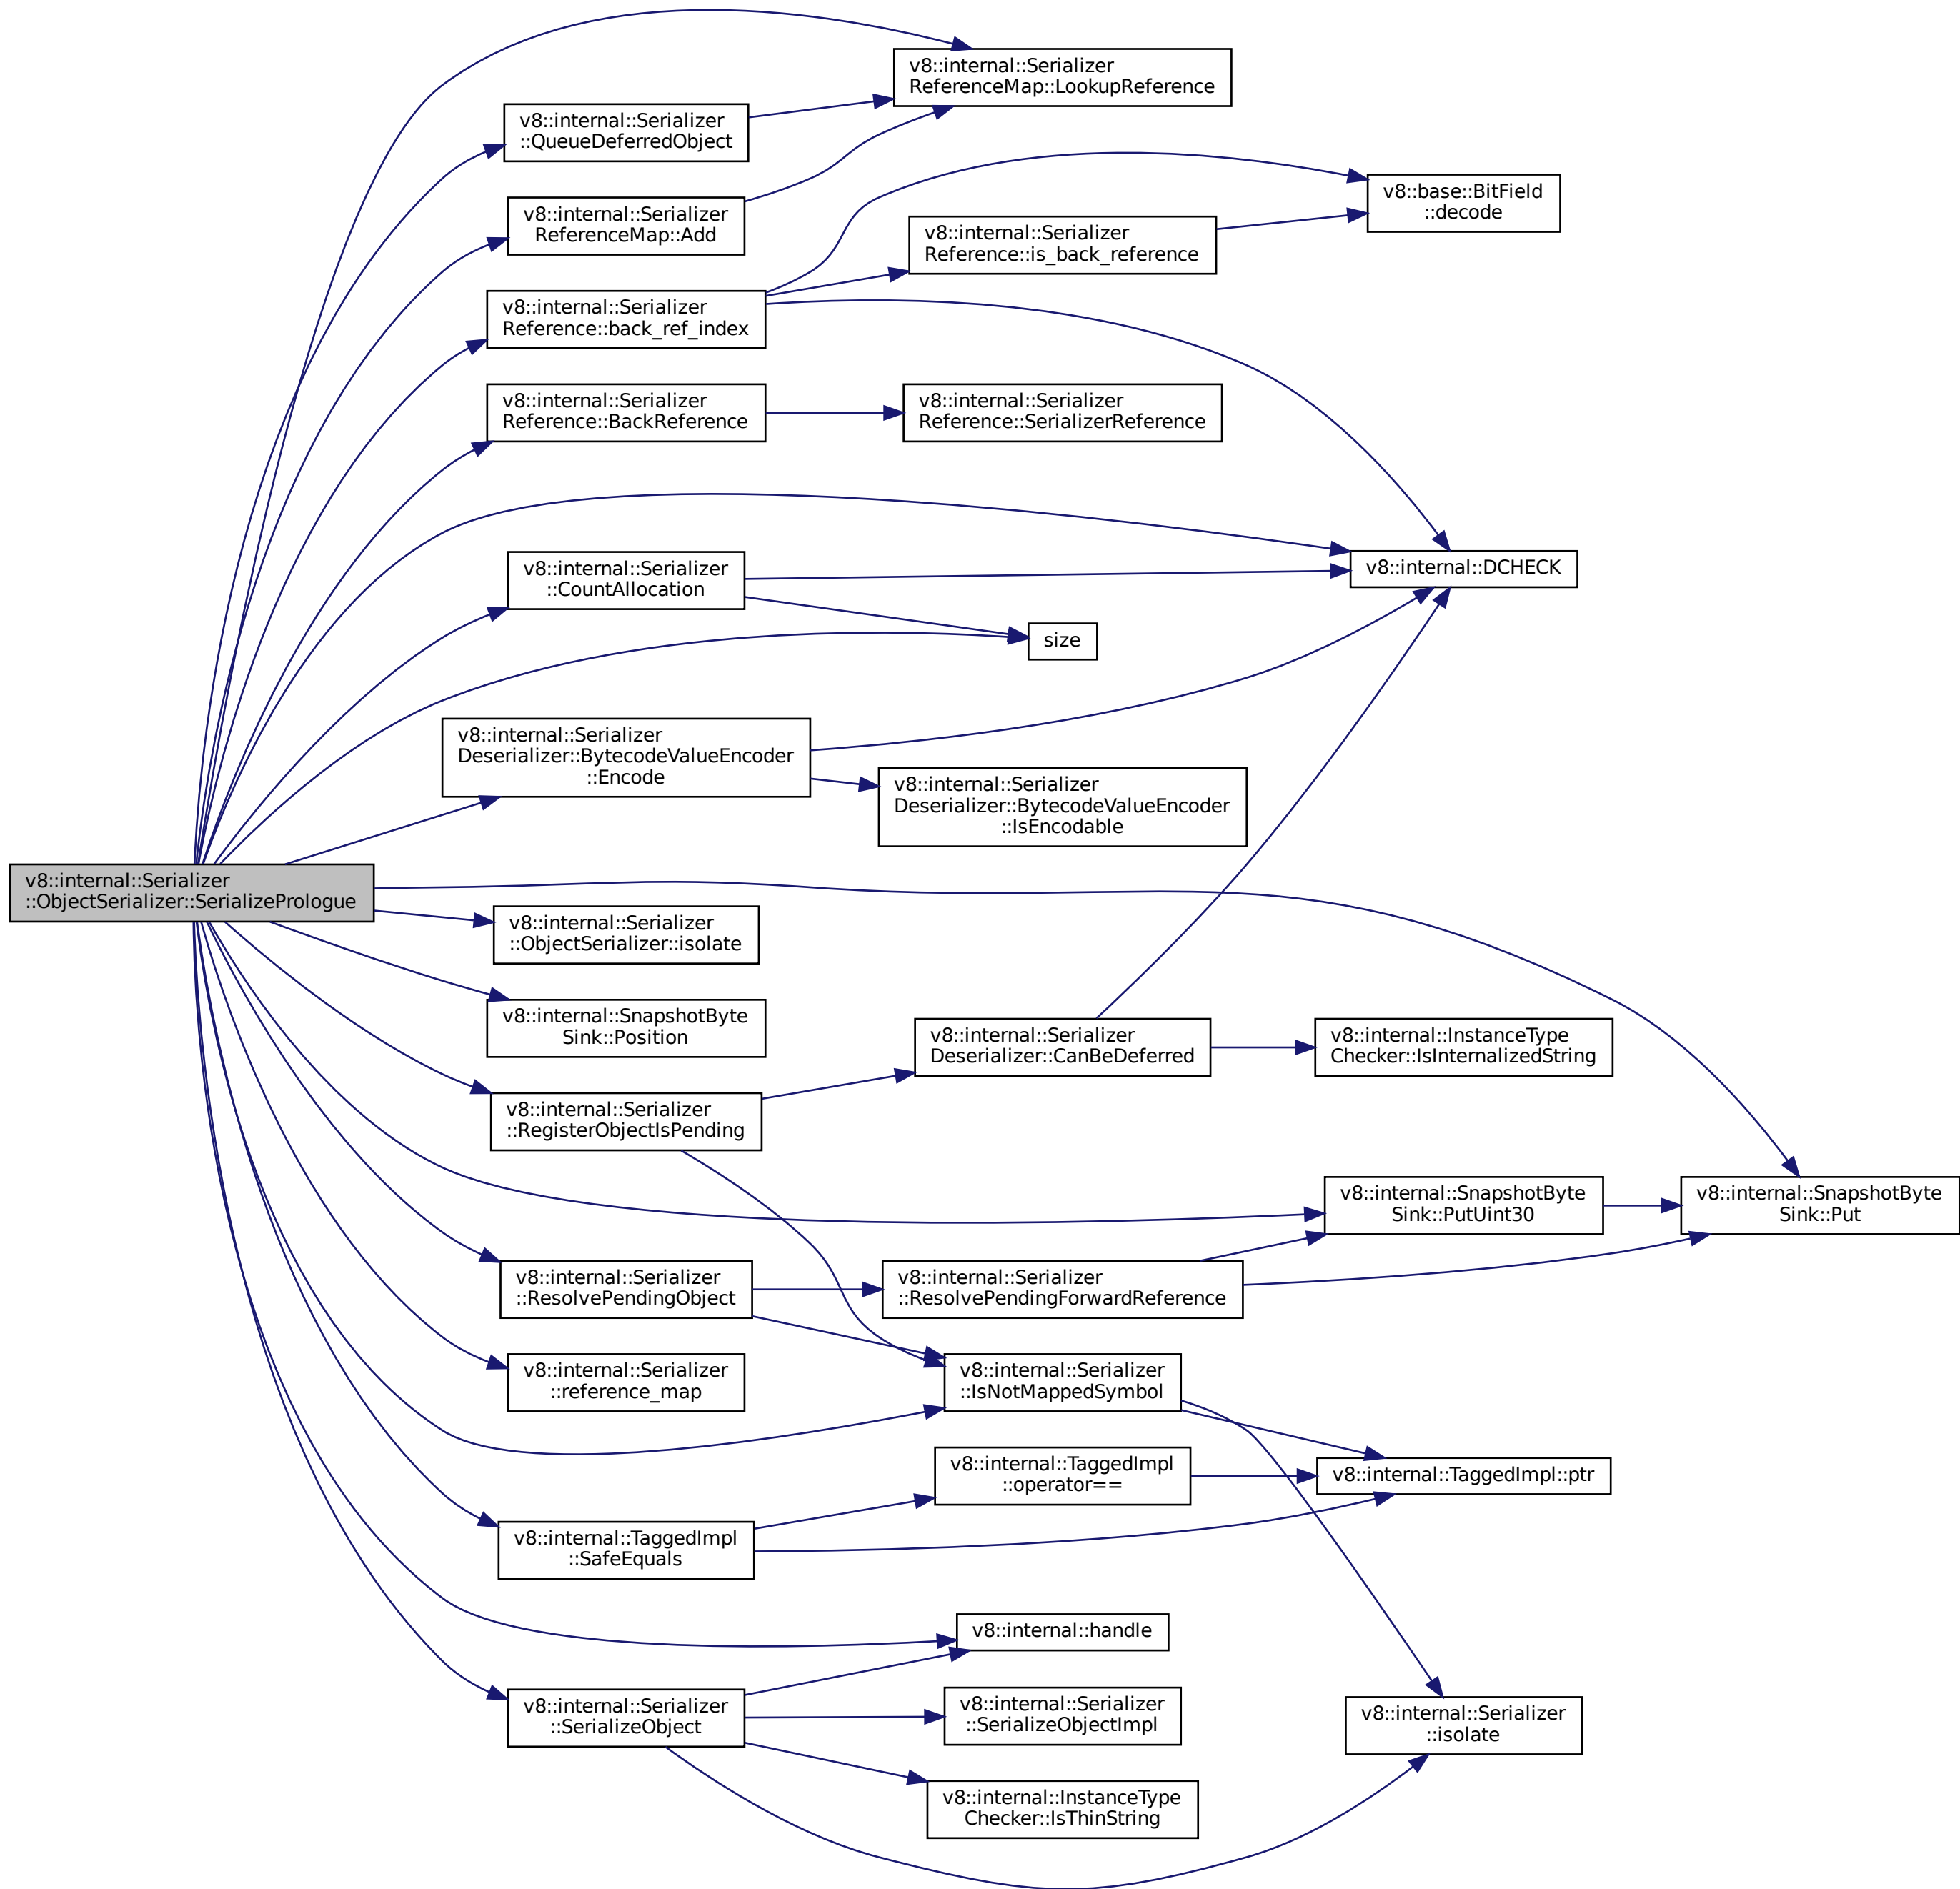 v8::internal::Serializer
ReferenceMap::LookupReference
v8::internal::Serializer
::QueueDeferredObject
v8::base::BitField
::decode
v8::internal::Serializer
ReferenceMap::Add
v8::internal::Serializer
Reference::is_back_reference
v8::internal::Serializer
Reference::back_ref_index
v8::internal::Serializer
Reference::BackReference
v8::internal::Serializer
Reference::SerializerReference
v8::internal::Serializer
::CountAllocation
v8::internal::DCHECK
size
v8::internal::Serializer
Deserializer::BytecodeValueEncoder
::Encode
v8::internal::Serializer
Deserializer::BytecodeValueEncoder
::IsEncodable
v8::internal::Serializer
::ObjectSerializer::SerializePrologue
v8::internal::Serializer
::ObjectSerializer::isolate
v8::internal::SnapshotByte
Sink::Position
v8::internal::Serializer
Deserializer::CanBeDeferred
v8::internal::InstanceType
Checker::IsInternalizedString
v8::internal::Serializer
::RegisterObjectIsPending
v8::internal::SnapshotByte
Sink::PutUint30
v8::internal::SnapshotByte
Sink::Put
v8::internal::Serializer
::ResolvePendingObject
v8::internal::Serializer
::ResolvePendingForwardReference
v8::internal::Serializer
::reference_map
v8::internal::Serializer
::IsNotMappedSymbol
v8::internal::TaggedImpl
::operator==
v8::internal::TaggedImpl::ptr
v8::internal::TaggedImpl
::SafeEquals
v8::internal::handle
v8::internal::Serializer
::SerializeObject
v8::internal::Serializer
::SerializeObjectImpl
v8::internal::Serializer
::isolate
v8::internal::InstanceType
Checker::IsThinString